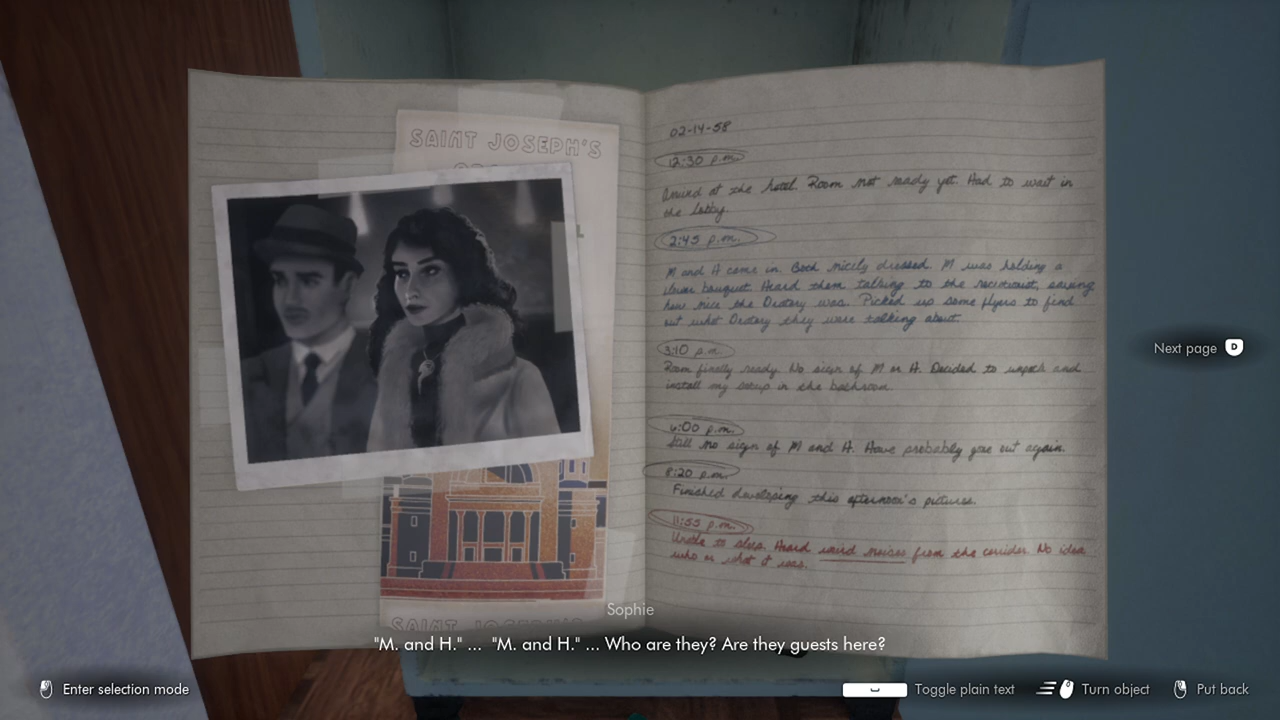 SAINT JOSEPH'S
02-14-58
12:30 p.m.
Arrived at the hotel. Room not ready yet. Had to wait in
the lobby.
2:45 p.m.
M and H come in. Both nicely dressed. M was holding a
flower bouquet. Heard them talking to the receptionist, saying
how nice the Oratory was. Picked up some flyers to find
out what Oratory they were talking about.
3:10 p.m.
Room finally ready. No sign of M or H. Decided to unpack and
install my setup in the bathroom.
6:00 p.m.
Still no sign of M and H. Have probably gone out again.
8:20 p.m.
Finished developing this afternoon's pictures.
11:55 p.m.
Unable to sleep. Heard weird noises from the corridor. No idea
who or what it was.
SAINT JOSEPH'S
Next page D
Sophie
"M. and H." ... "M. and H." ... Who are they? Are they guests here?
Enter selection mode
Toggle plain text
Turn object
Put back